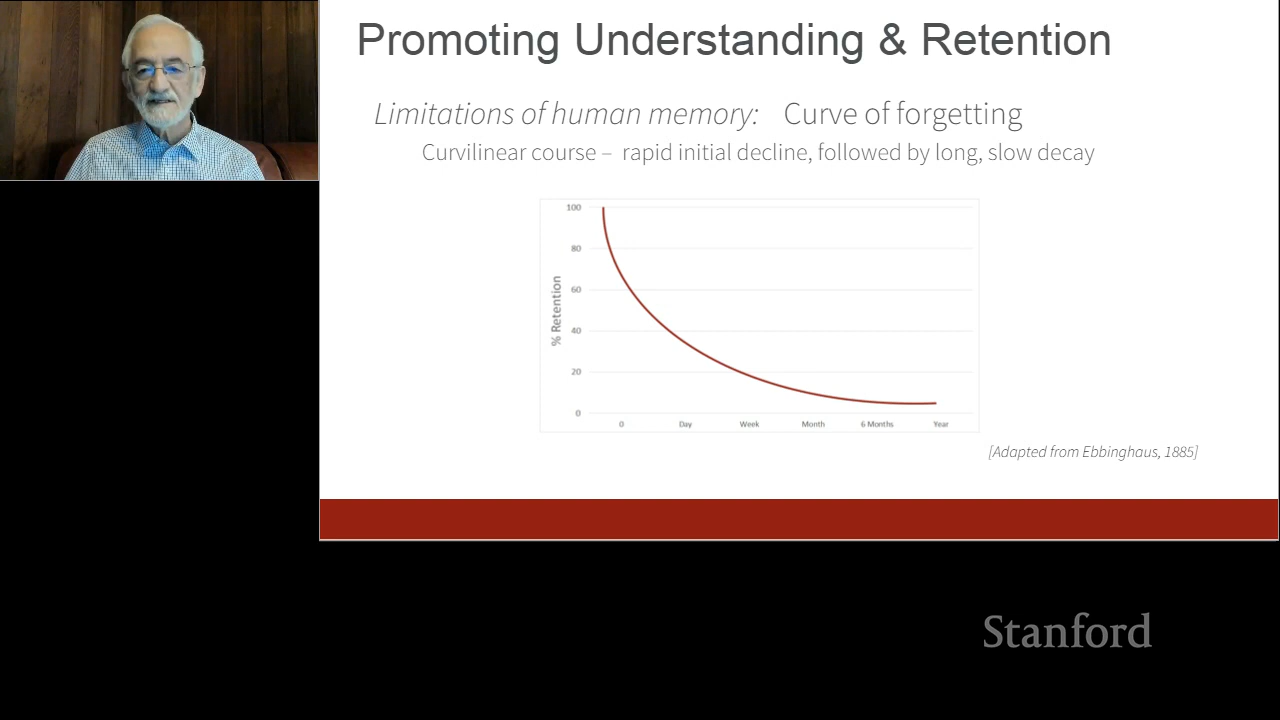 Promoting Understanding & Retention
Limitations of human memory: Curve of forgetting
Curvilinear course – rapid initial decline, followed by long, slow decay
% Retention
100
80
60
40
20
0
0 Day Week Month 6 Months Year
[Adapted from Ebbinghaus, 1885]
Stanford